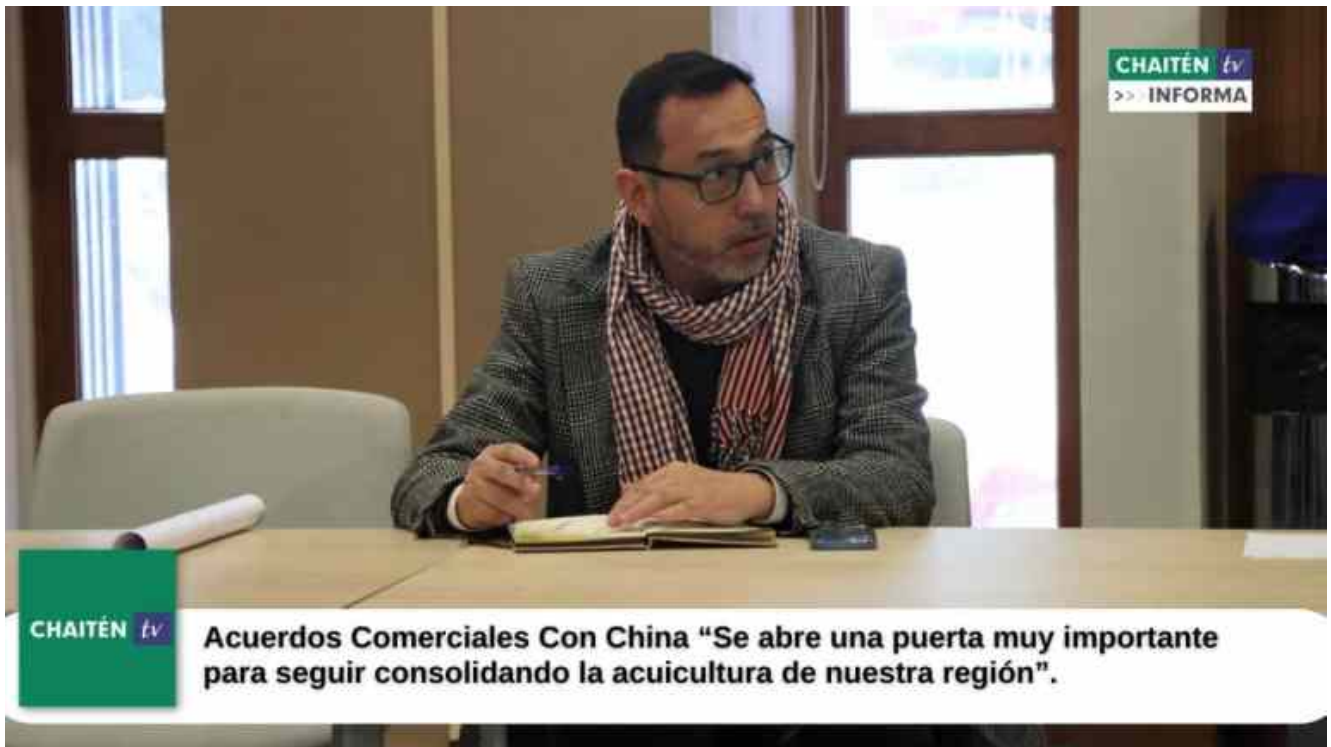 CHAITÉN tv
>>> INFORMA
CHAITÉN tv
Acuerdos Comerciales Con China “Se abre una puerta muy importante
para seguir consolidando la acuicultura de nuestra región”.